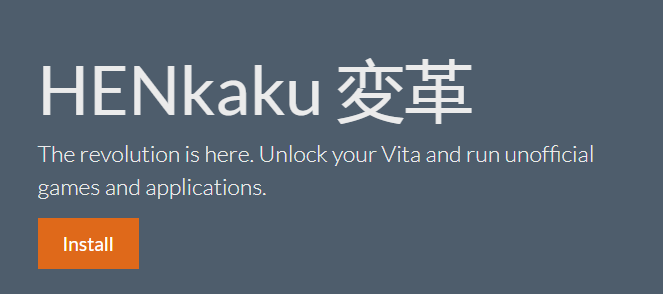 HENkaku 変革
The revolution is here. Unlock your Vita and run unofficial
games and applications.
Install